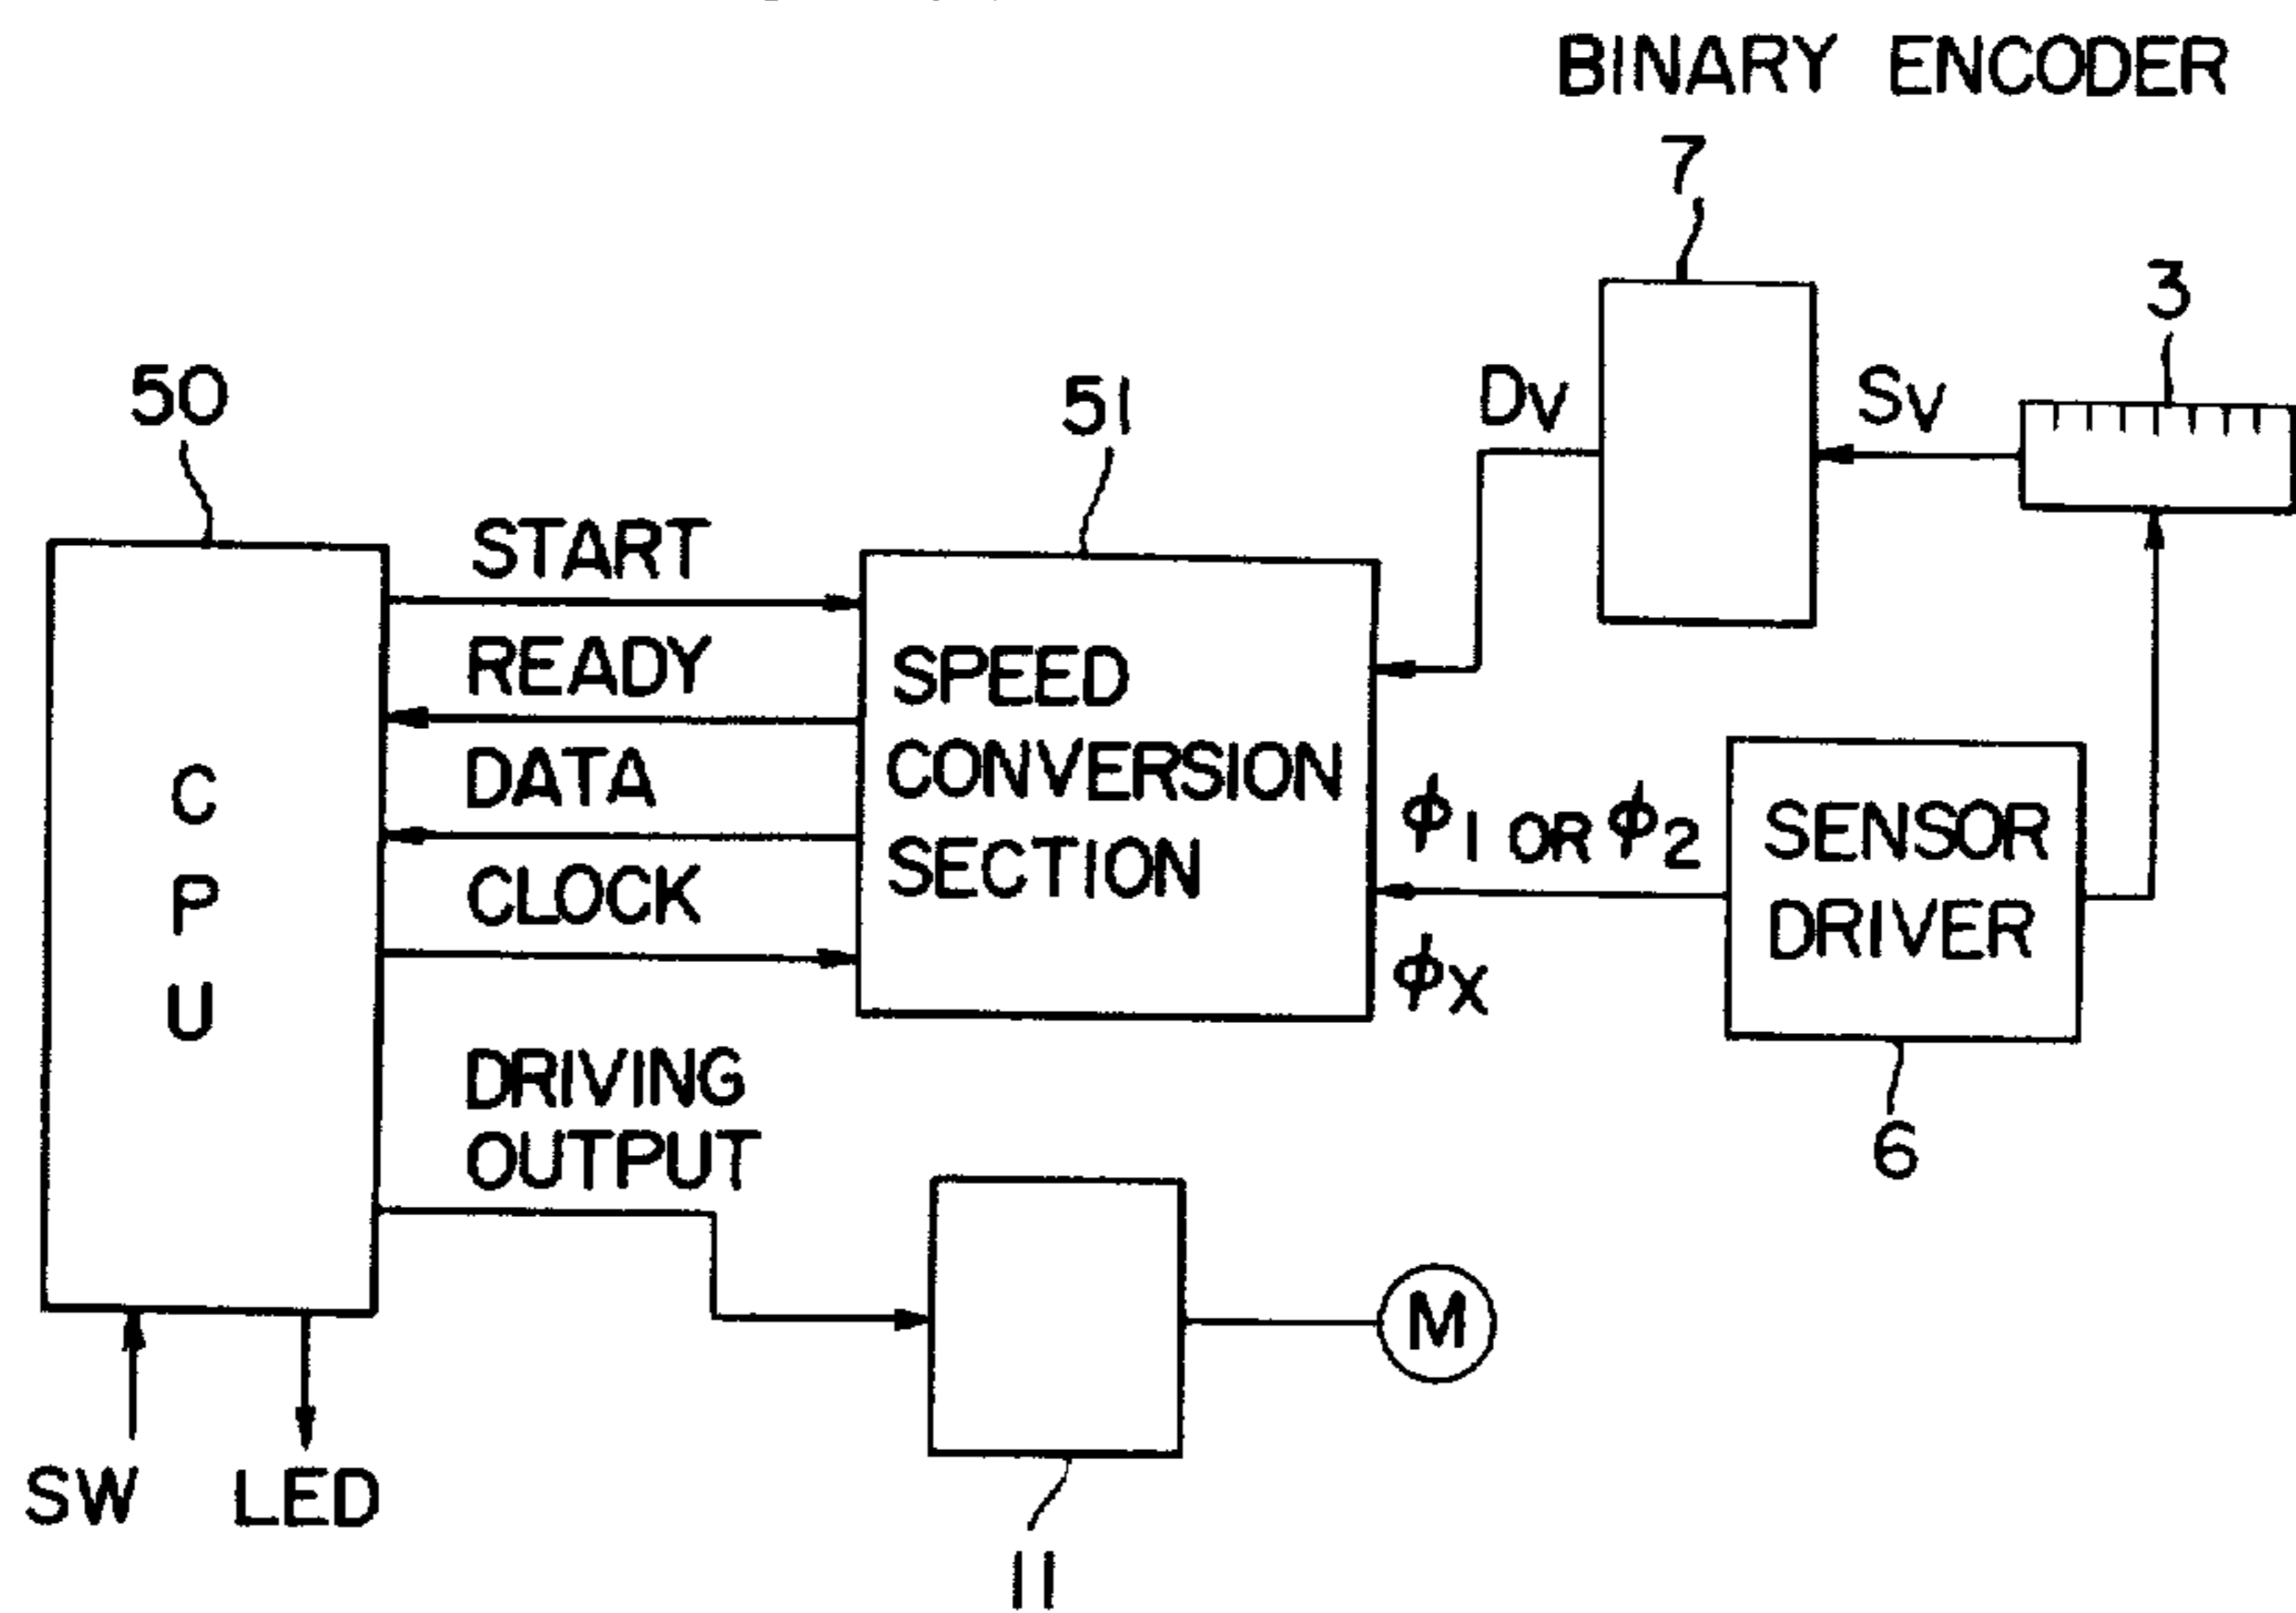 BINARY ENCODER
7
3
50
51
Dv
Sv
START
READY
DATA
CLOCK
SPEED
CONVERSION
SECTION
ϕ1 OR ϕ2
ϕX
SENSOR
DRIVER
6
C
P
U
DRIVING
OUTPUT
M
SW
LED
11